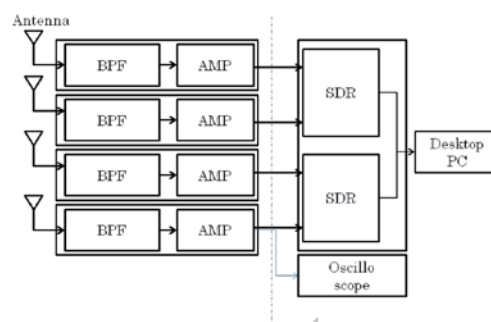 Antenna
BPF
AMP
BPF
AMP
BPF
AMP
BPF
AMP
SDR
SDR
Desktop
PC
Oscillo
scope